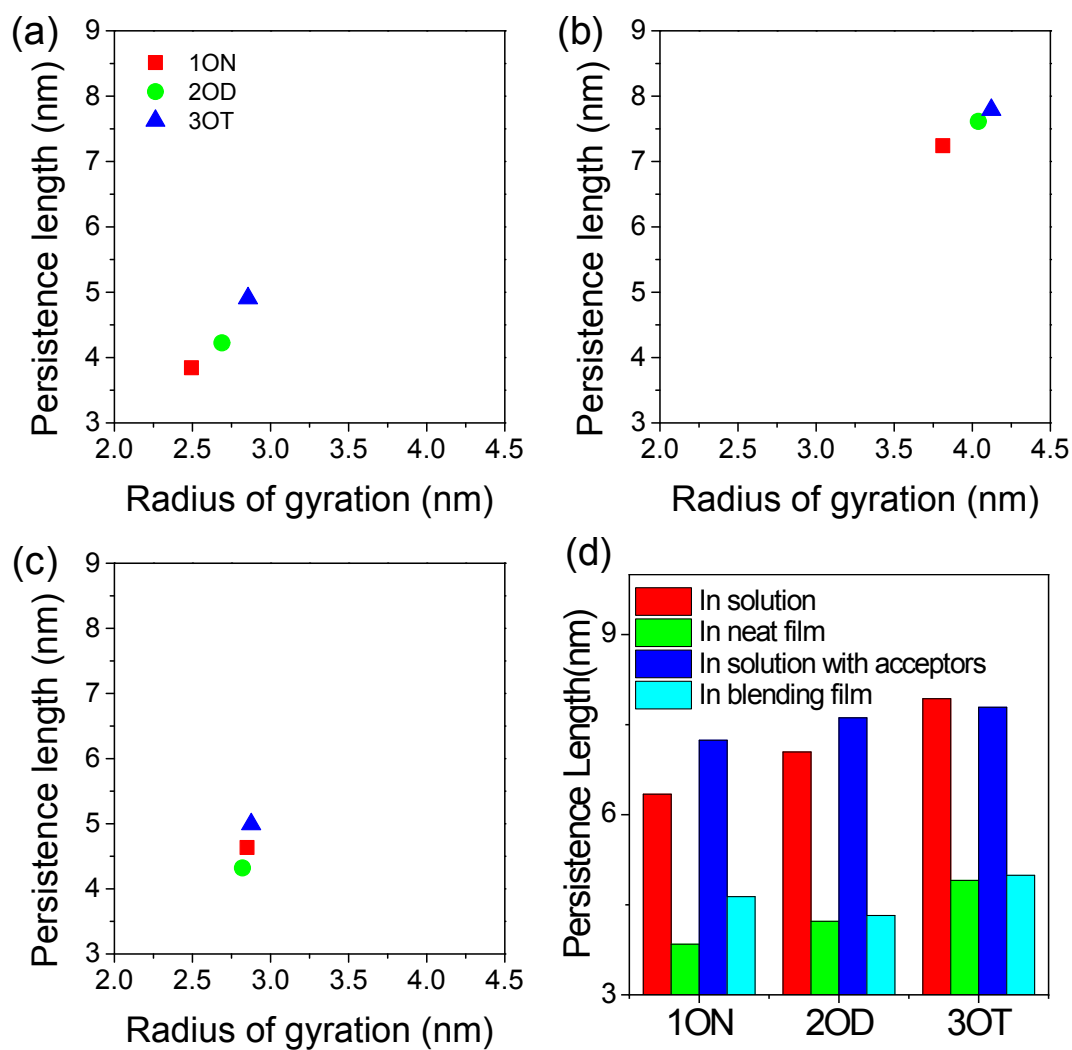 (a)
Persistence length (nm)
9
8
7
6
5
4
3
1ON
2OD
3OT
2.0 2.5 3.0 3.5 4.0 4.5
Radius of gyration (nm)
(b)
Persistence length (nm)
9
8
7
6
5
4
3
2.0 2.5 3.0 3.5 4.0 4.5
Radius of gyration (nm)
(c)
Persistence length (nm)
9
8
7
6
5
4
3
2.0 2.5 3.0 3.5 4.0 4.5
Radius of gyration (nm)
(d)
Persistence Length(nm)
9
6
3
In solution
In neat film
In solution with acceptors
In blending film
1ON 2OD 3OT